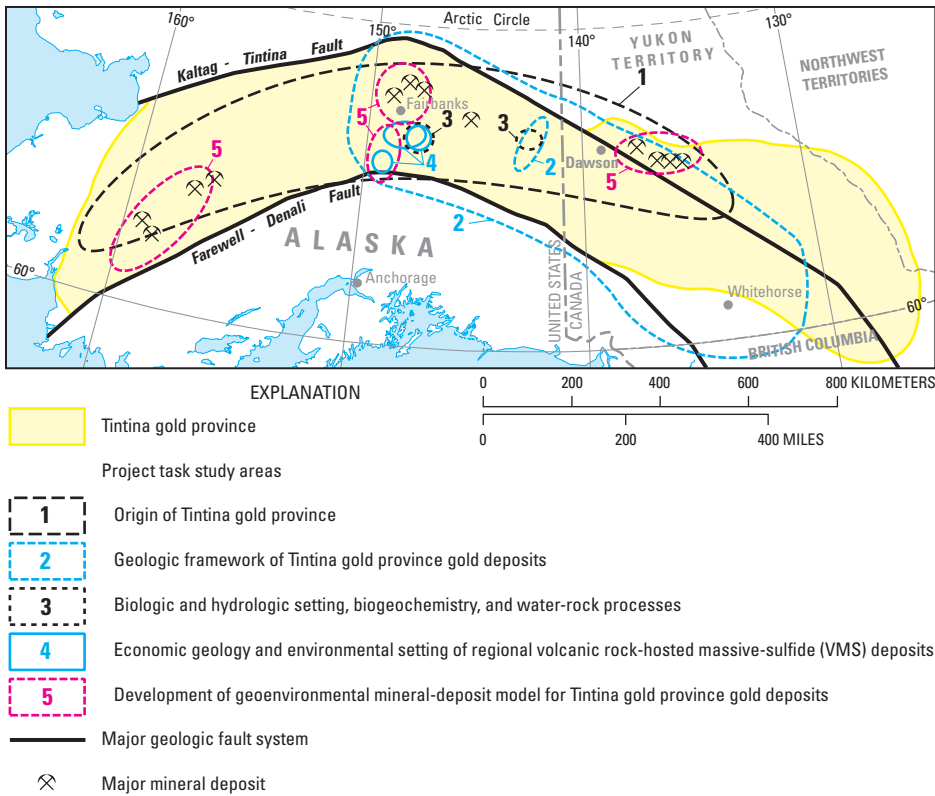 160°
150°
Arctic Circle
140°
130°
YUKON
TERRITORY
NORTHWEST
TERRITORIES
Kaltag - Tintina Fault
1
5
Fairbanks
3
3
4
5
2
Dawson
5
5
Farewell - Denali Fault
2
ALASKA
60°
Anchorage
UNITED STATES
CANADA
Whitehorse
60°
BRITISH COLUMBIA
EXPLANATION
0 200 400 600 800 KILOMETERS
0 200 400 MILES
Tintina gold province
Project task study areas
1 Origin of Tintina gold province
2 Geologic framework of Tintina gold province gold deposits
3 Biologic and hydrologic setting, biogeochemistry, and water-rock processes
4 Economic geology and environmental setting of regional volcanic rock-hosted massive-sulfide (VMS) deposits
5 Development of geoenvironmental mineral-deposit model for Tintina gold province gold deposits
Major geologic fault system
Major mineral deposit